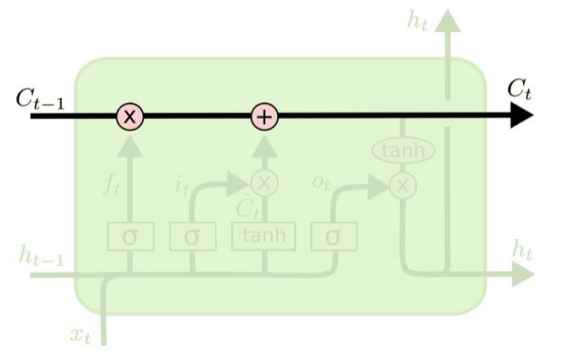 h_t
C_{t-1} x + C_t
tanh
f_t i_t x o_t x
C̃_t
σ σ tanh σ
h_{t-1} h_t
x_t